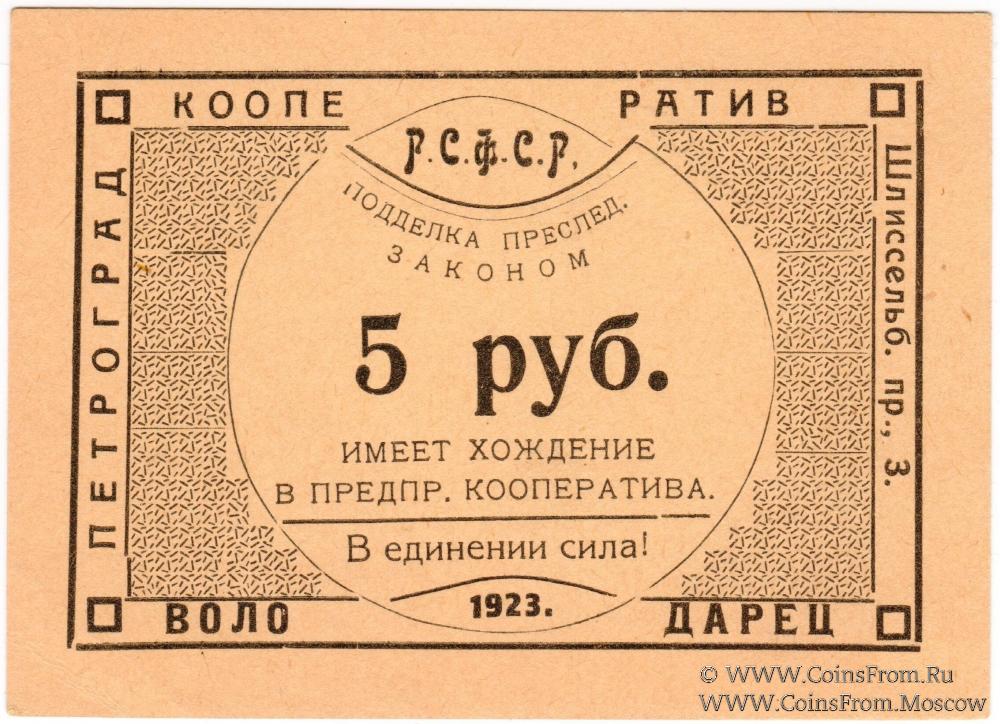 КООПЕ РАТИВ
Р.С.Ф.С.Р.
ПЕТРОГРАД
Шлиссельб. пр., 3.
ПОДДЕЛКА ПРЕСЛЕД.
ЗАКОНОМ
5 руб.
ИМЕЕТ ХОЖДЕНИЕ
В ПРЕДПР. КООПЕРАТИВА.
В единении сила!
1923.
ВОЛО ДАРЕЦ
© WWW.CoinsFrom.Ru
WWW.CoinsFrom.Moscow